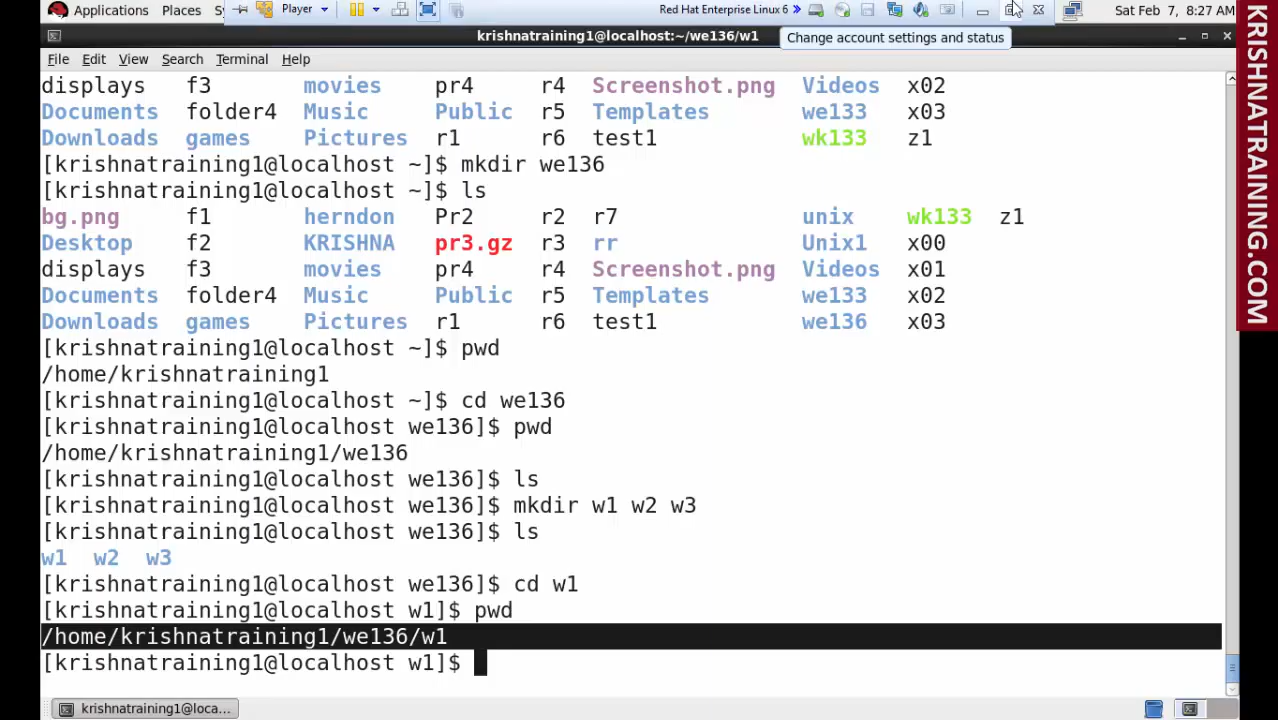 Applications Places Sy Player Red Hat Enterprise Linux 6 Sat Feb 7, 8:27 AM
krishnatraining1@localhost:~/we136/w1
Change account settings and status
File Edit View Search Terminal Help
displays f3 movies pr4 r4 Screenshot.png Videos x02
Documents folder4 Music Public r5 Templates we133 x03
Downloads games Pictures r1 r6 test1 wk133 z1
[krishnatraining1@localhost ~]$ mkdir we136
[krishnatraining1@localhost ~]$ ls
bg.png f1 herndon Pr2 r2 r7 unix wk133 z1
Desktop f2 KRISHNA pr3.gz r3 rr Unix1 x00
displays f3 movies pr4 r4 Screenshot.png Videos x01
Documents folder4 Music Public r5 Templates we133 x02
Downloads games Pictures r1 r6 test1 we136 x03
[krishnatraining1@localhost ~]$ pwd
/home/krishnatraining1
[krishnatraining1@localhost ~]$ cd we136
[krishnatraining1@localhost we136]$ pwd
/home/krishnatraining1/we136
[krishnatraining1@localhost we136]$ ls
[krishnatraining1@localhost we136]$ mkdir w1 w2 w3
[krishnatraining1@localhost we136]$ ls
w1 w2 w3
[krishnatraining1@localhost we136]$ cd w1
[krishnatraining1@localhost w1]$ pwd
/home/krishnatraining1/we136/w1
[krishnatraining1@localhost w1]$
krishnatraining1@loca...
KRISHNATRAINING.COM